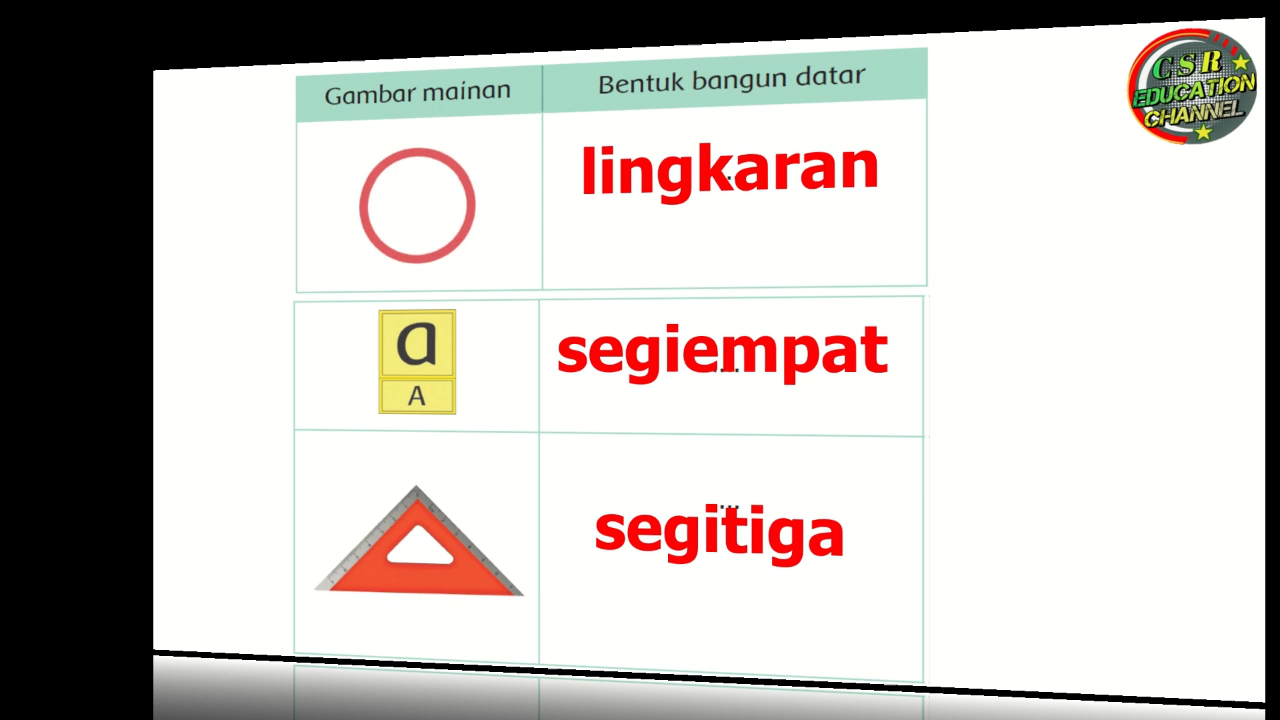 Gambar mainan
Bentuk bangun datar
lingkaran
a
A
segiempat
...
segitiga
...
CSR
EDUCATION
CHANNEL